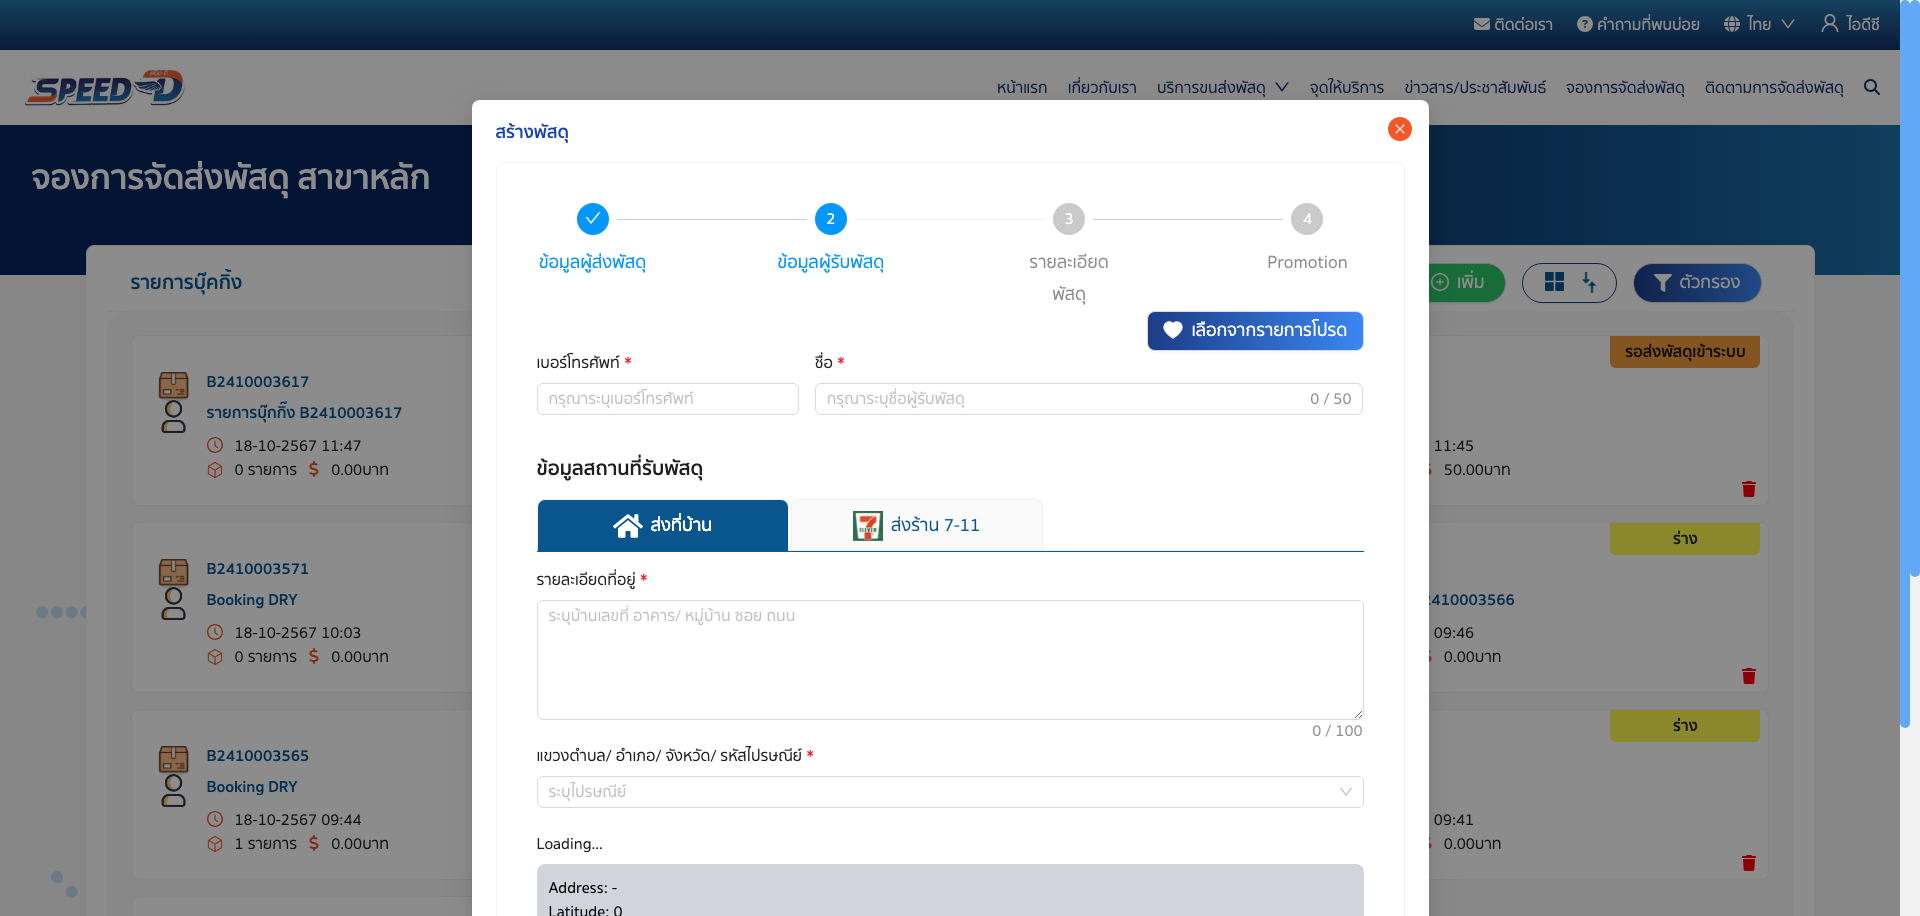 ติดต่อเรา
คำถามที่พบบ่อย
ไทย
ไอดีซี
SPEED D
หน้าแรก
เกี่ยวกับเรา
บริการขนส่งพัสดุ
จุดให้บริการ
ข่าวสาร/ประชาสัมพันธ์
จองการจัดส่งพัสดุ
ติดตามการจัดส่งพัสดุ
จองการจัดส่งพัสดุ สาขาหลัก
รายการบุ๊คกิ้ง
เพิ่ม
ตัวกรอง
B2410003617
รายการบุ๊กกิ้ง B2410003617
18-10-2567 11:47
0 รายการ $ 0.00บาท
B2410003571
Booking DRY
18-10-2567 10:03
0 รายการ $ 0.00บาท
B2410003565
Booking DRY
18-10-2567 09:44
1 รายการ $ 0.00บาท
สร้างพัสดุ
ข้อมูลผู้ส่งพัสดุ
2
ข้อมูลผู้รับพัสดุ
3
รายละเอียด
พัสดุ
4
Promotion
เลือกจากรายการโปรด
เบอร์โทรศัพท์ *
กรุณาระบุเบอร์โทรศัพท์
ชื่อ *
กรุณาระบุชื่อผู้รับพัสดุ
0 / 50
ข้อมูลสถานที่รับพัสดุ
ส่งที่บ้าน
7 ELEVEN
ส่งร้าน 7-11
รายละเอียดที่อยู่ *
ระบุบ้านเลขที่ อาคาร/ หมู่บ้าน ซอย ถนน
0 / 100
แขวงตำบล/ อำเภอ/ จังหวัด/ รหัสไปรษณีย์ *
ระบุไปรษณีย์
Loading...
Address: -
Latitude: 0
รอส่งพัสดุเข้าระบบ
11:45
50.00บาท
ร่าง
2410003566
09:46
0.00บาท
ร่าง
09:41
0.00บาท